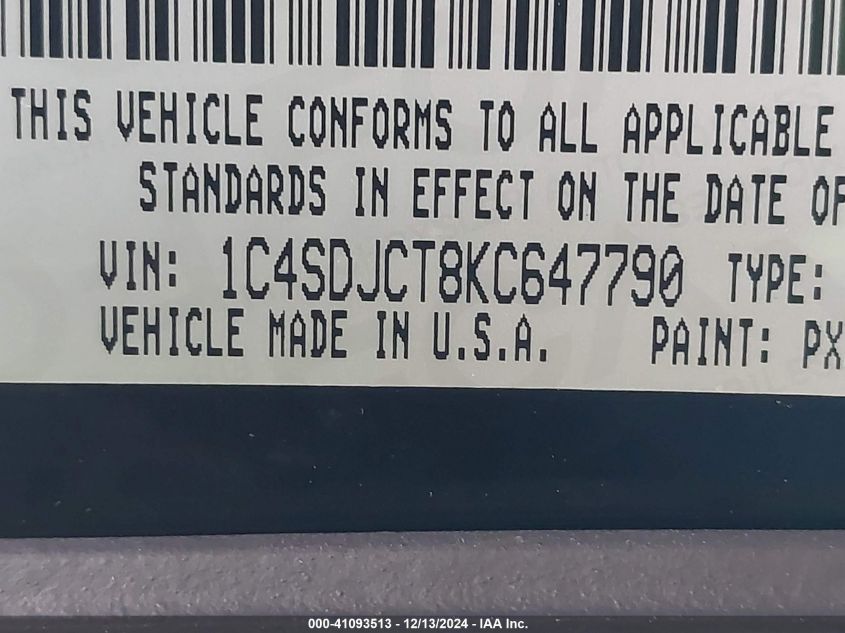 THIS VEHICLE CONFORMS TO ALL APPLICABLE
STANDARDS IN EFFECT ON THE DATE OF
VIN: 1C4SDJCT8KC647790 TYPE:
VEHICLE MADE IN U.S.A. PAINT: PX
000-41093513 - 12/13/2024 - IAA Inc.